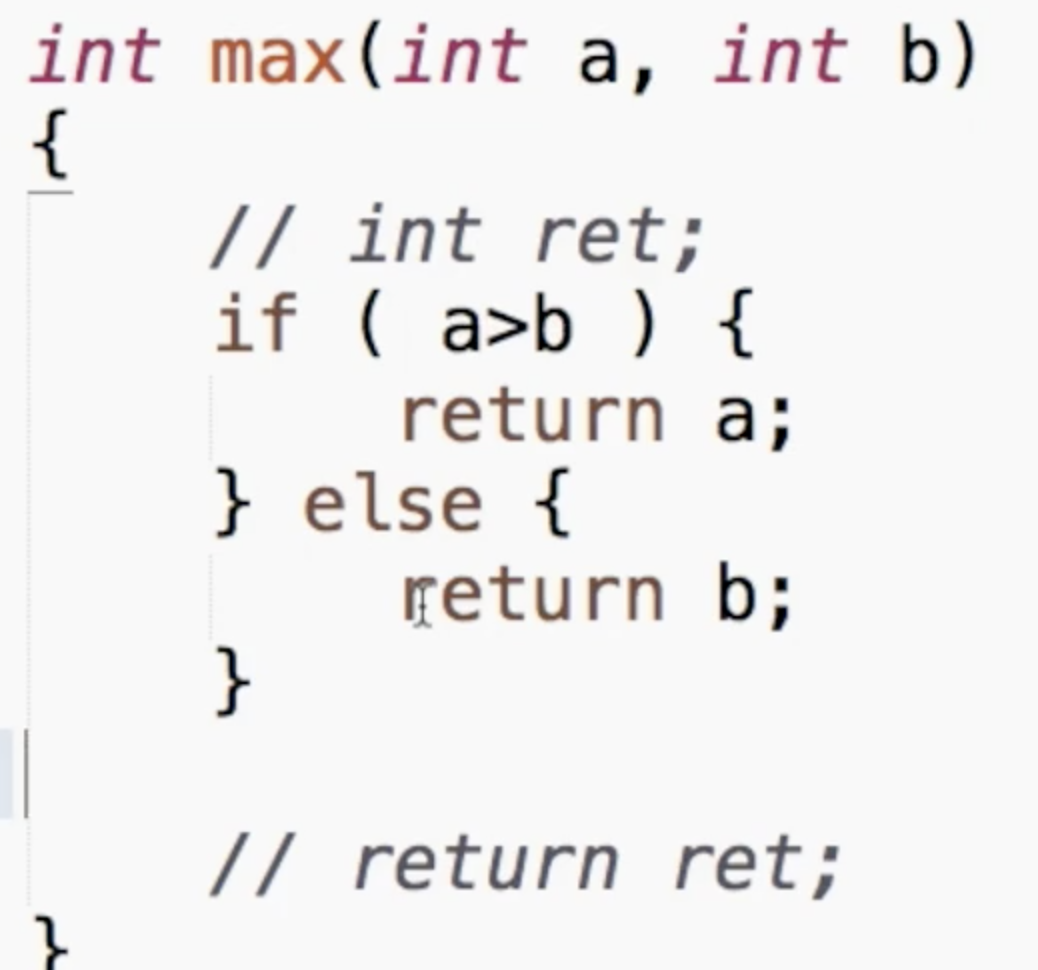 int max(int a, int b)
{
// int ret;
if ( a>b ) {
return a;
} else {
return b;
}
// return ret;
}